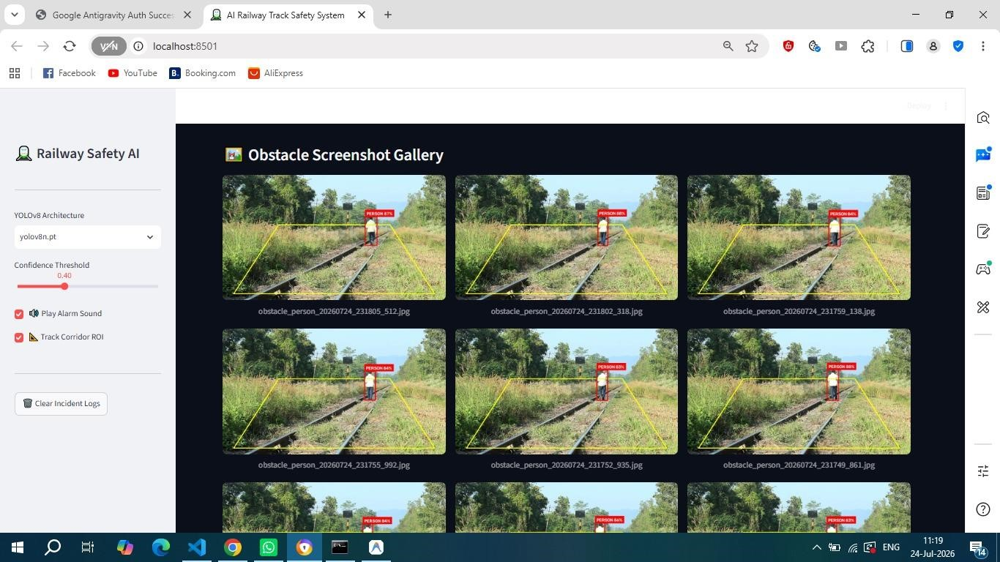 Google Antigravity Auth Succes
AI Railway Track Safety System
VPN
localhost:8501
Facebook
YouTube
B.
Booking.com
AliExpress
Deploy
Railway Safety AI
YOLOv8 Architecture
yolov8n.pt
Confidence Threshold
0.40
Play Alarm Sound
Track Corridor ROI
Clear Incident Logs
Obstacle Screenshot Gallery
PERSON 87%
PERSON 88%
PERSON 84%
obstacle_person_20260724_231805_512.jpg
obstacle_person_20260724_231802_318.jpg
obstacle_person_20260724_231759_138.jpg
PERSON 84%
PERSON 83%
PERSON 88%
obstacle_person_20260724_231755_992.jpg
obstacle_person_20260724_231752_935.jpg
obstacle_person_20260724_231749_861.jpg
PERSON 84%
PERSON 86%
PERSON 83%
ENG
11:19
24-Jul-2026
14